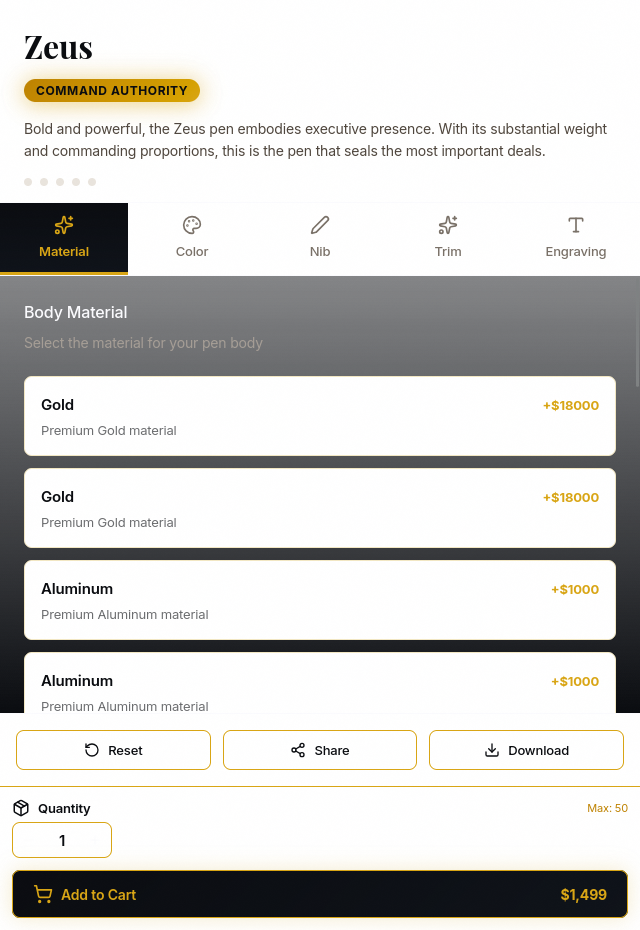 Zeus
COMMAND AUTHORITY
Bold and powerful, the Zeus pen embodies executive presence. With its substantial weight
and commanding proportions, this is the pen that seals the most important deals.
Material
Color
Nib
Trim
Engraving
Body Material
Select the material for your pen body
Gold
+$18000
Premium Gold material
Gold
+$18000
Premium Gold material
Aluminum
+$1000
Premium Aluminum material
Aluminum
+$1000
Premium Aluminum material
Reset
Share
Download
Quantity
Max: 50
1
Add to Cart
$1,499